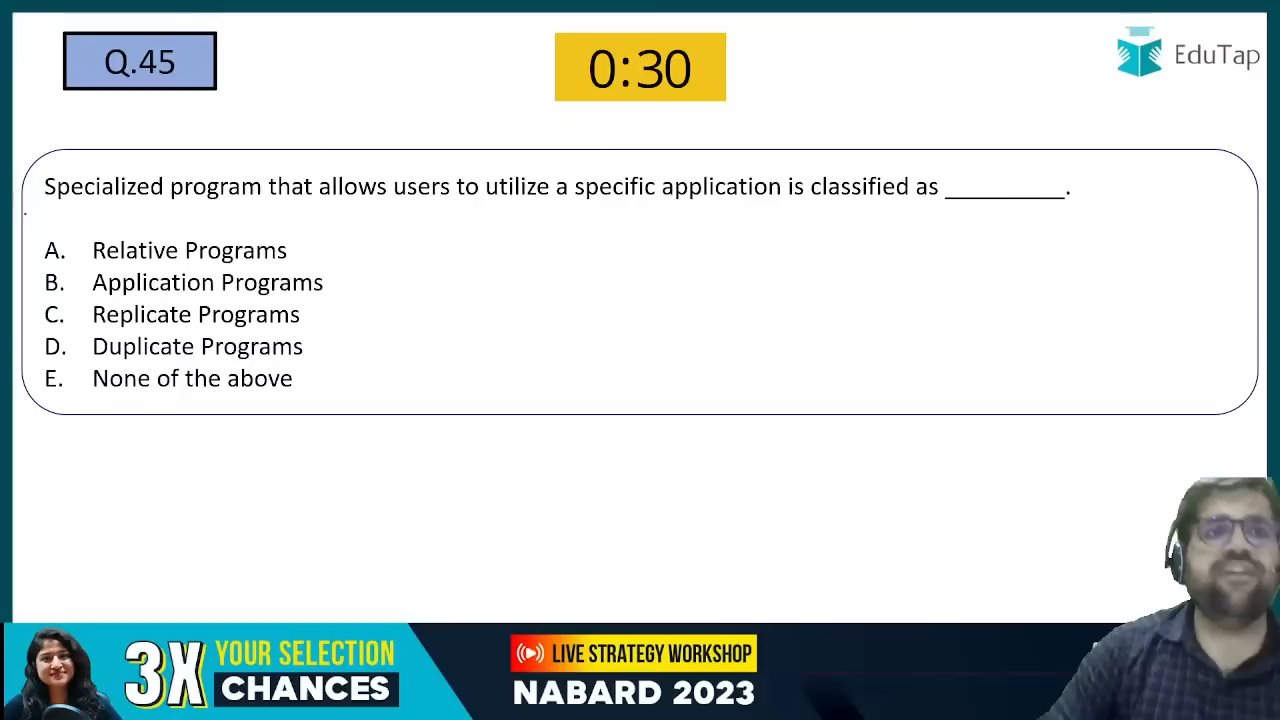 Q.45
0:30
EduTap
Specialized program that allows users to utilize a specific application is classified as __________.
A. Relative Programs
B. Application Programs
C. Replicate Programs
D. Duplicate Programs
E. None of the above
3X YOUR SELECTION CHANCES
LIVE STRATEGY WORKSHOP
NABARD 2023